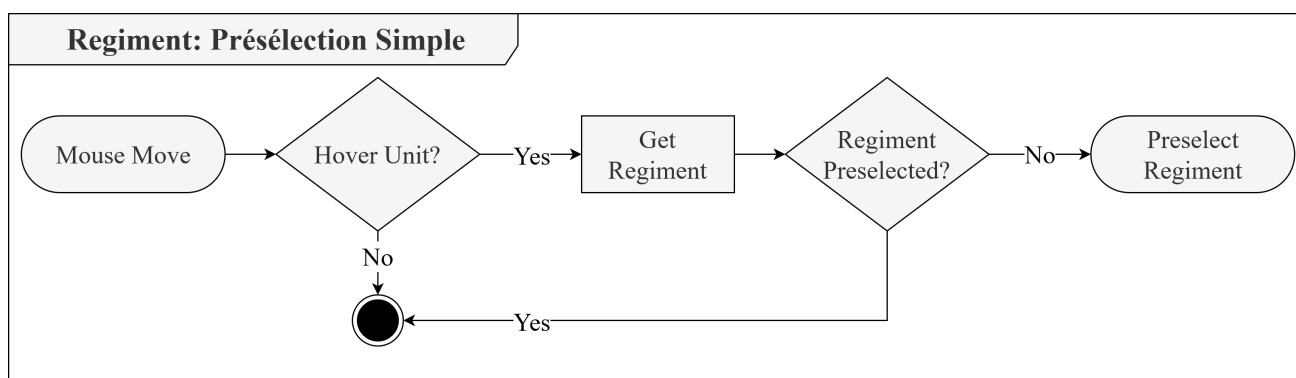 Regiment: Présélection Simple
Mouse Move
Hover Unit?
Yes
Get
Regiment
Regiment
Preselected?
No
Preselect
Regiment
No
Yes